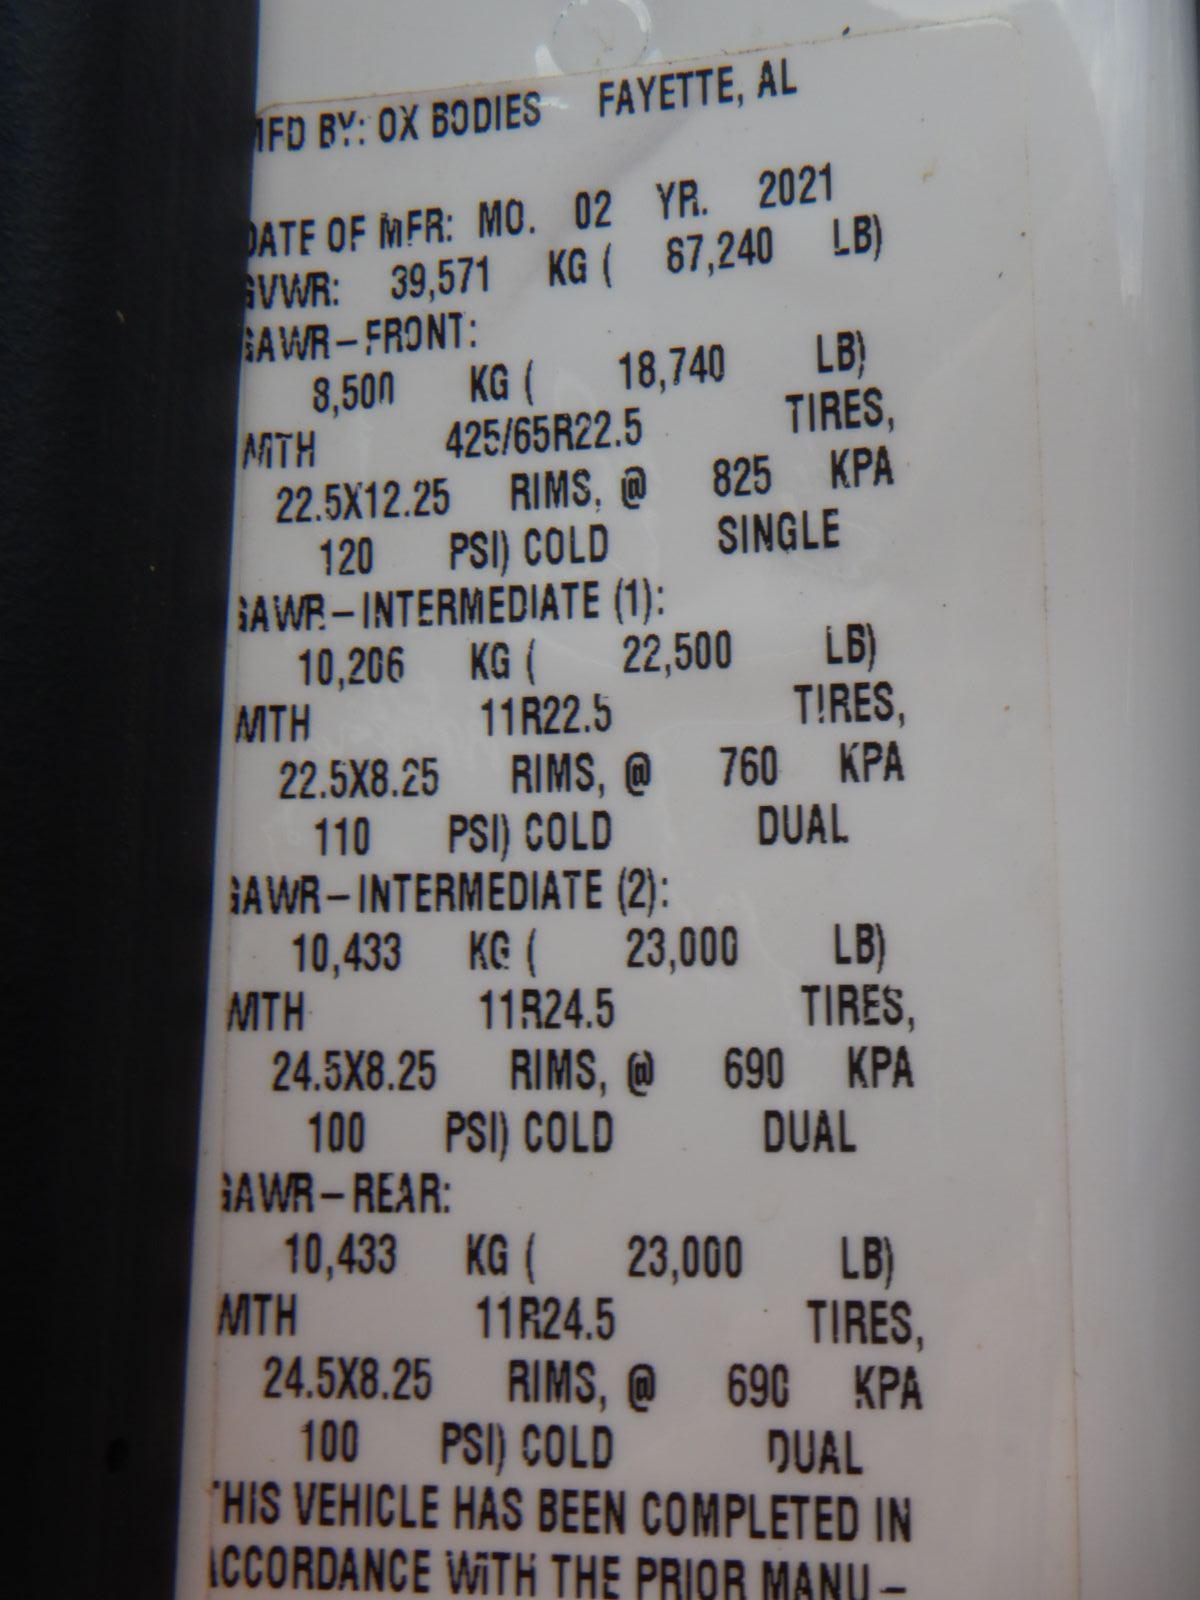 MFD BY: OX BODIES FAYETTE, AL
DATE OF MFR: MO. 02 YR. 2021
GVWR: 39,571 KG ( 87,240 LB)
GAWR–FRONT:
8,500 KG ( 18,740 LB)
WITH 425/65R22.5 TIRES,
22.5X12.25 RIMS, @ 825 KPA
120 PSI) COLD SINGLE
GAWR–INTERMEDIATE (1):
10,206 KG ( 22,500 LB)
WITH 11R22.5 TIRES,
22.5X8.25 RIMS, @ 760 KPA
110 PSI) COLD DUAL
GAWR–INTERMEDIATE (2):
10,433 KG ( 23,000 LB)
WITH 11R24.5 TIRES,
24.5X8.25 RIMS, @ 690 KPA
100 PSI) COLD DUAL
GAWR–REAR:
10,433 KG ( 23,000 LB)
WITH 11R24.5 TIRES,
24.5X8.25 RIMS, @ 690 KPA
100 PSI) COLD DUAL
THIS VEHICLE HAS BEEN COMPLETED IN
ACCORDANCE WITH THE PRIOR MANU–